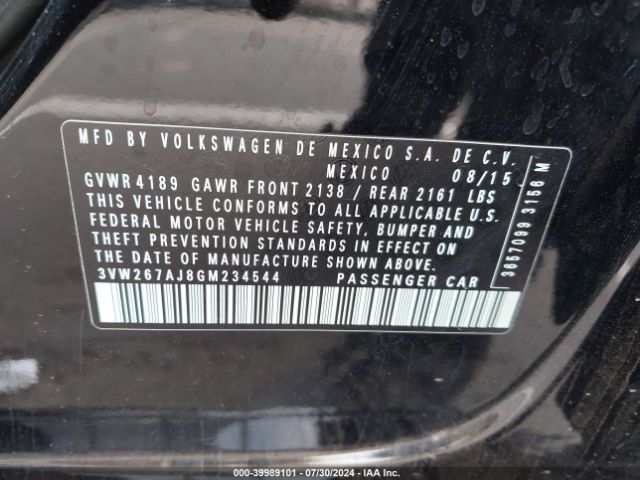 MFD BY VOLKSWAGEN DE MEXICO S.A. DE C.V.
MEXICO 08/15
GVWR 4189 GAWR FRONT 2138 / REAR 2161 LBS
THIS VEHICLE CONFORMS TO ALL APPLICABLE U.S.
FEDERAL MOTOR VEHICLE SAFETY, BUMPER AND
THEFT PREVENTION STANDARDS IN EFFECT ON
THE DATE OF MANUFACTURE SHOWN ABOVE.
3VW267AJ8GM234544 PASSENGER CAR
3657099 3156 M
000-39989101 - 07/30/2024 - IAA Inc.